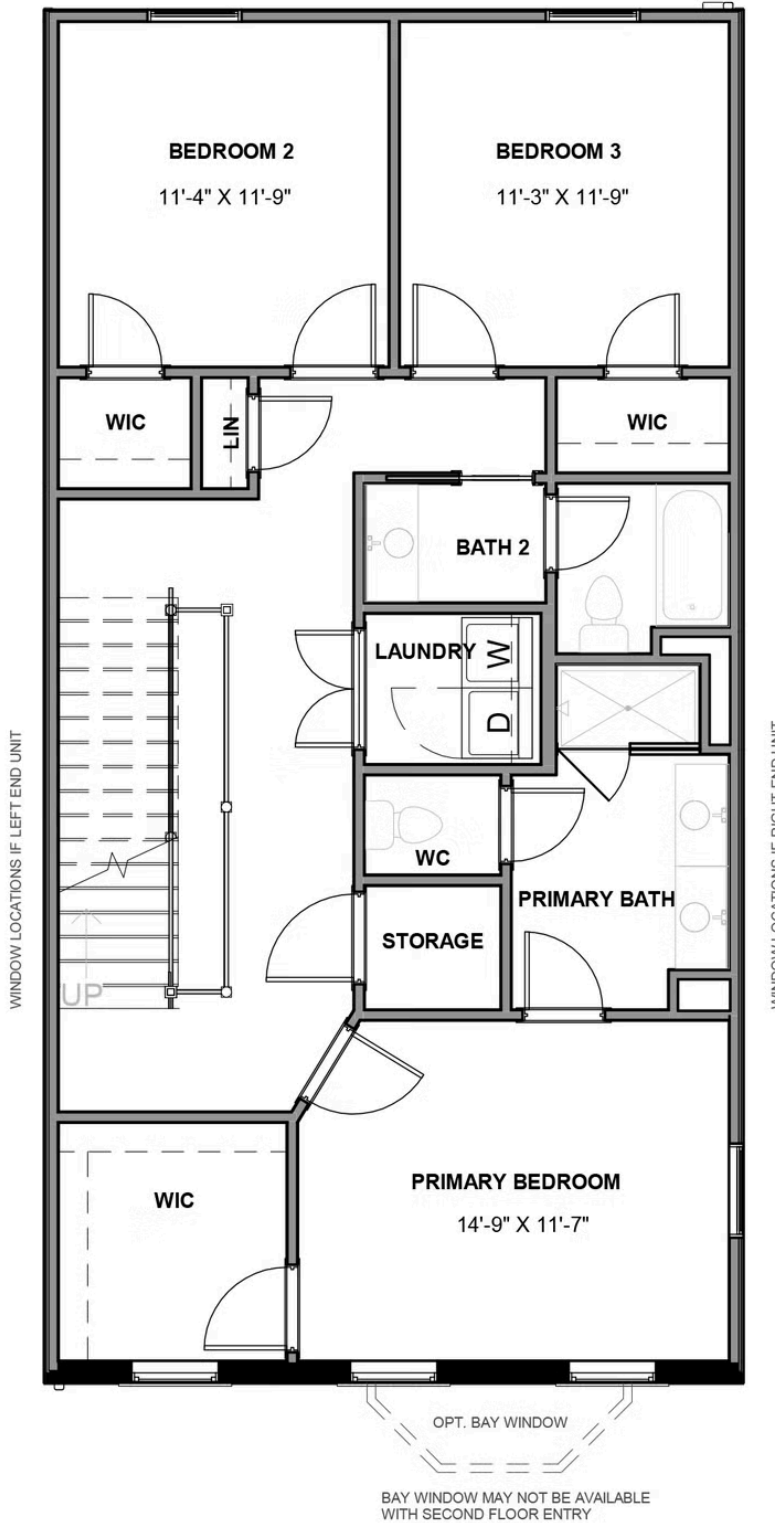 BEDROOM 2
11'-4" X 11'-9"
BEDROOM 3
11'-3" X 11'-9"
WIC
LIN
WIC
BATH 2
LAUNDRY
W
D
WC
PRIMARY BATH
STORAGE
UP
WINDOW LOCATIONS IF LEFT END UNIT
WINDOW LOCATIONS IF RIGHT END UNIT
PRIMARY BEDROOM
14'-9" X 11'-7"
WIC
OPT. BAY WINDOW
BAY WINDOW MAY NOT BE AVAILABLE
WITH SECOND FLOOR ENTRY